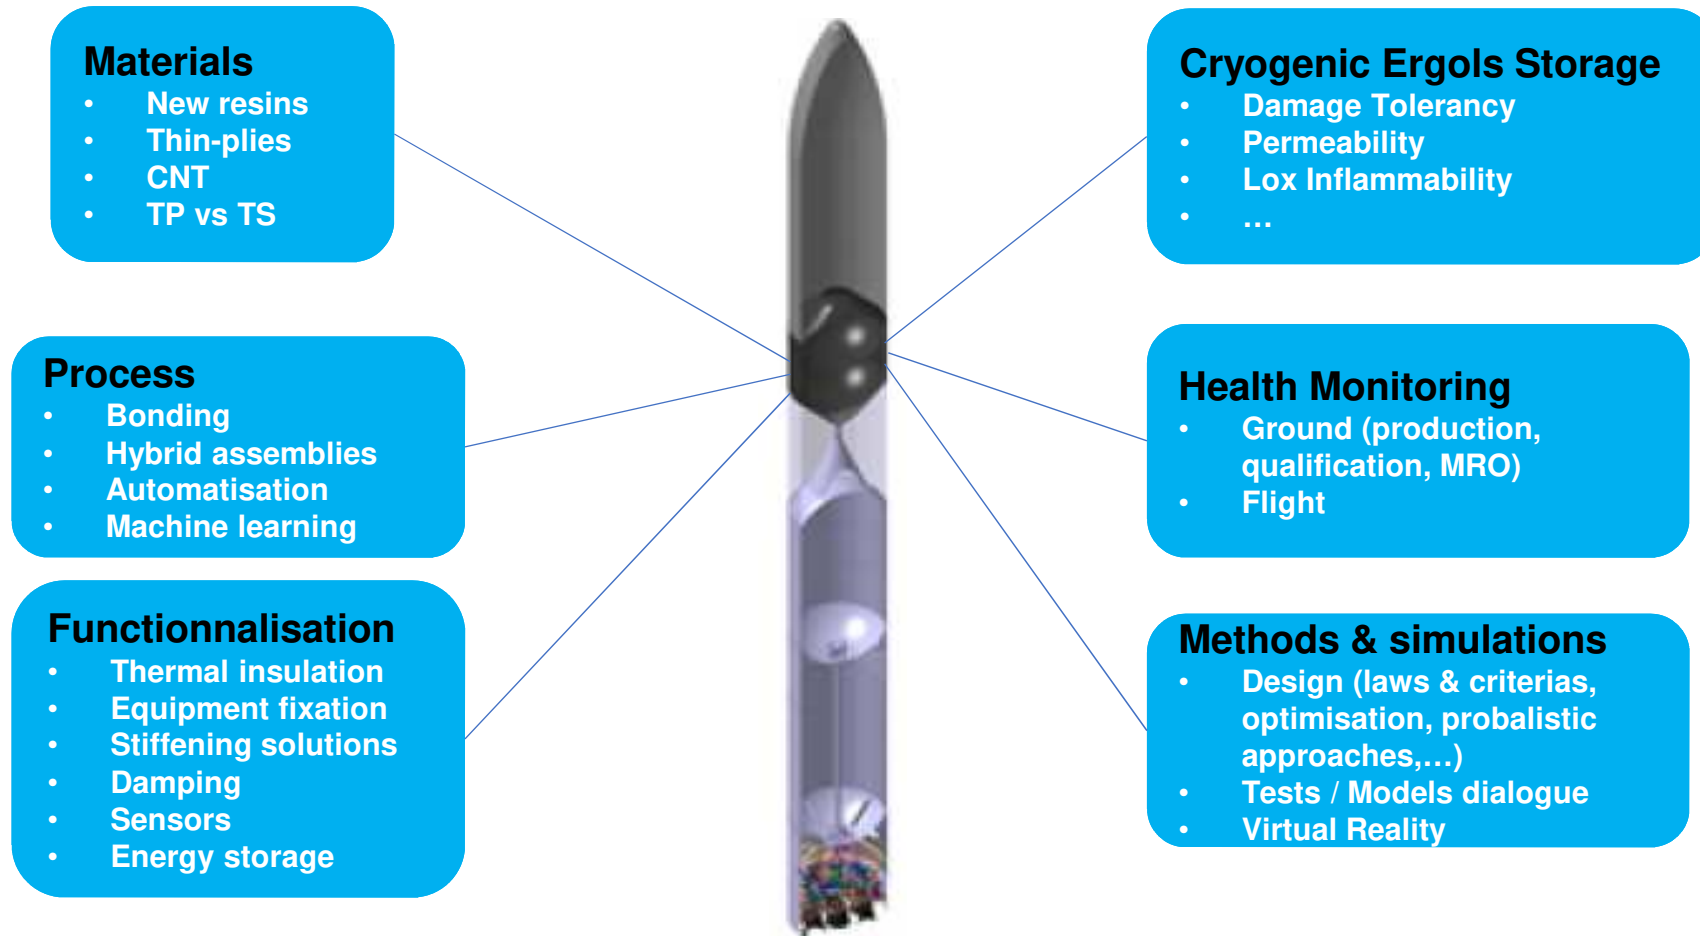 Materials
• New resins
• Thin-plies
• CNT
• TP vs TS
Process
• Bonding
• Hybrid assemblies
• Automatisation
• Machine learning
Functionnalisation
• Thermal insulation
• Equipment fixation
• Stiffening solutions
• Damping
• Sensors
• Energy storage
Cryogenic Ergols Storage
• Damage Tolerancy
• Permeability
• Lox Inflammability
• …
Health Monitoring
• Ground (production,
qualification, MRO)
• Flight
Methods & simulations
• Design (laws & criterias,
optimisation, probalistic
approaches,…)
• Tests / Models dialogue
• Virtual Reality